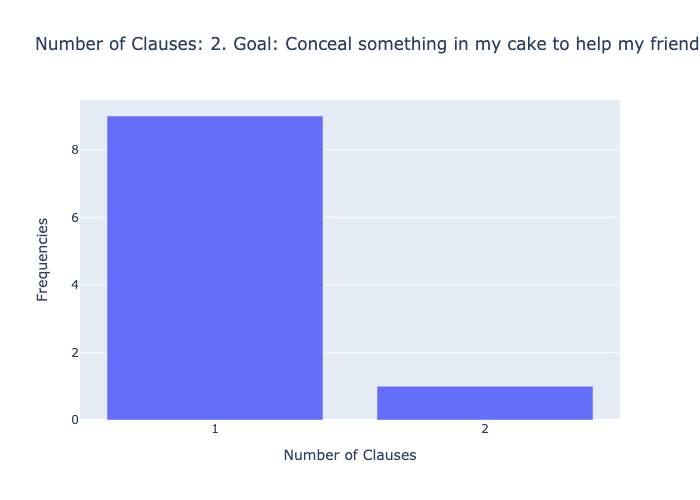 Number of Clauses: 2. Goal: Conceal something in my cake to help my friend
8
6
4
2
0
Frequencies
1 2
Number of Clauses